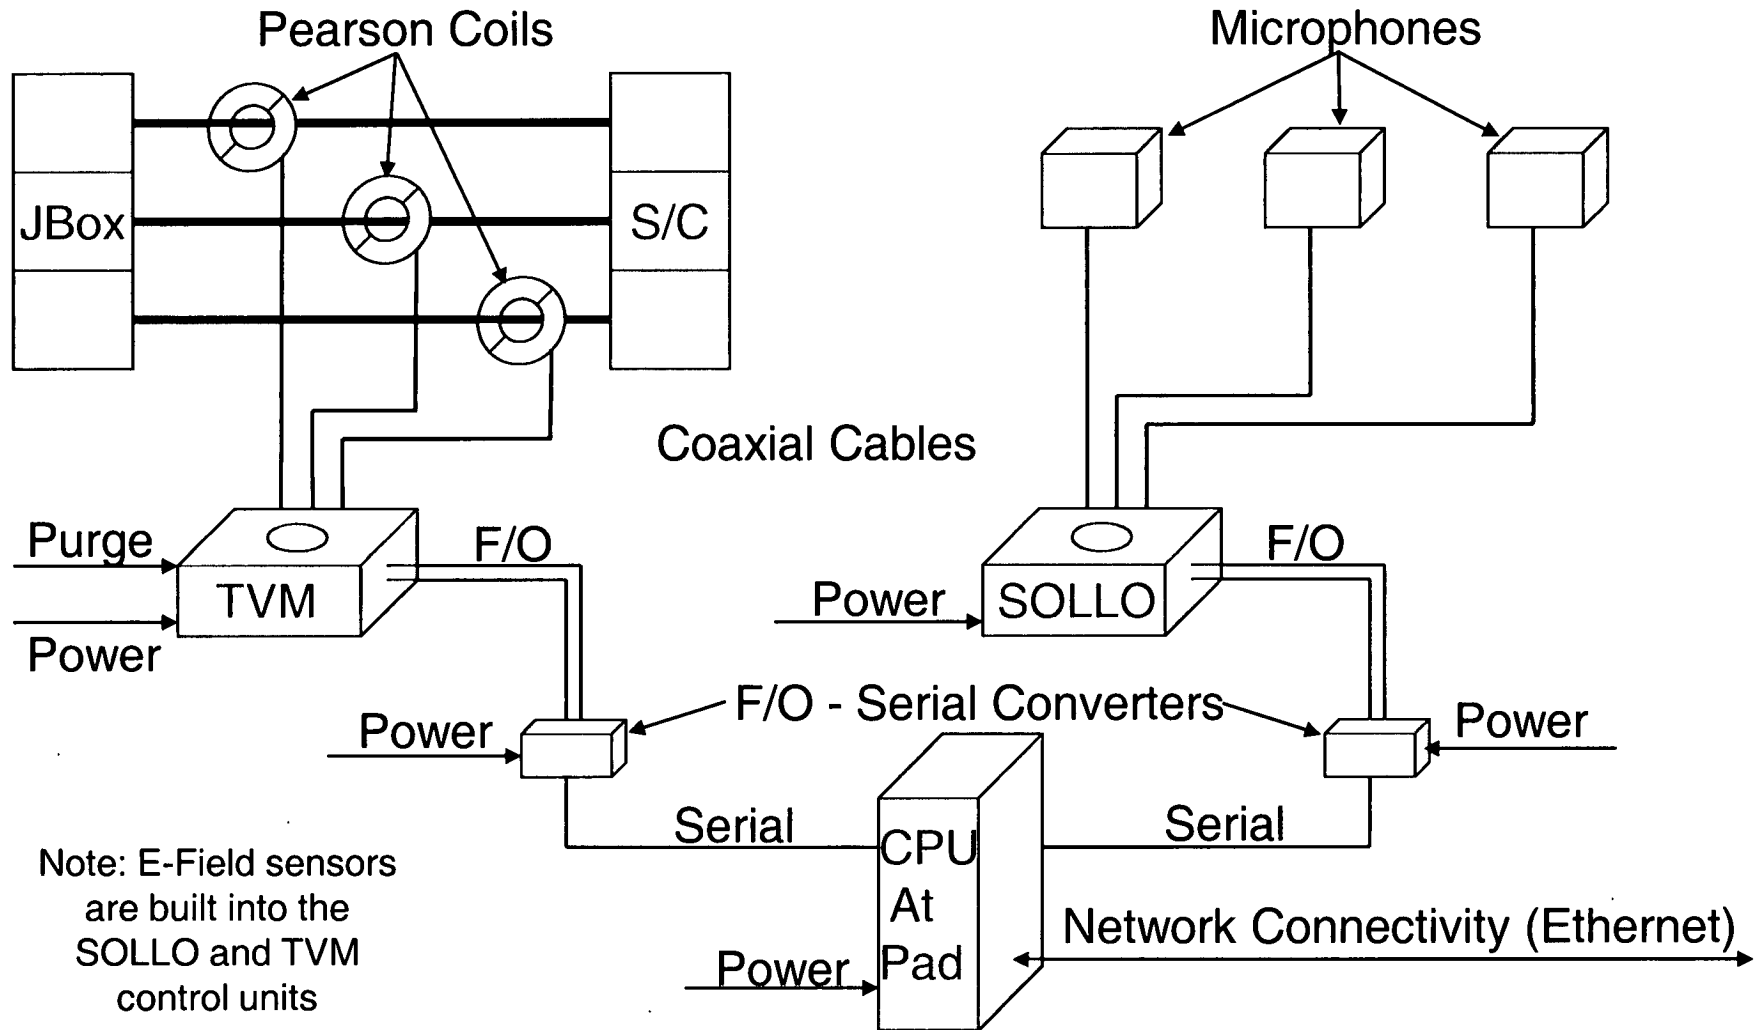 Pearson Coils
Microphones
JBox
S/C
Coaxial Cables
Purge
F/O
F/O
TVM
Power
SOLLO
Power
F/O - Serial Converters
Power
Power
Serial
Serial
CPU
At
Pad
Note: E-Field sensors
are built into the
SOLLO and TVM
control units
Network Connectivity (Ethernet)
Power